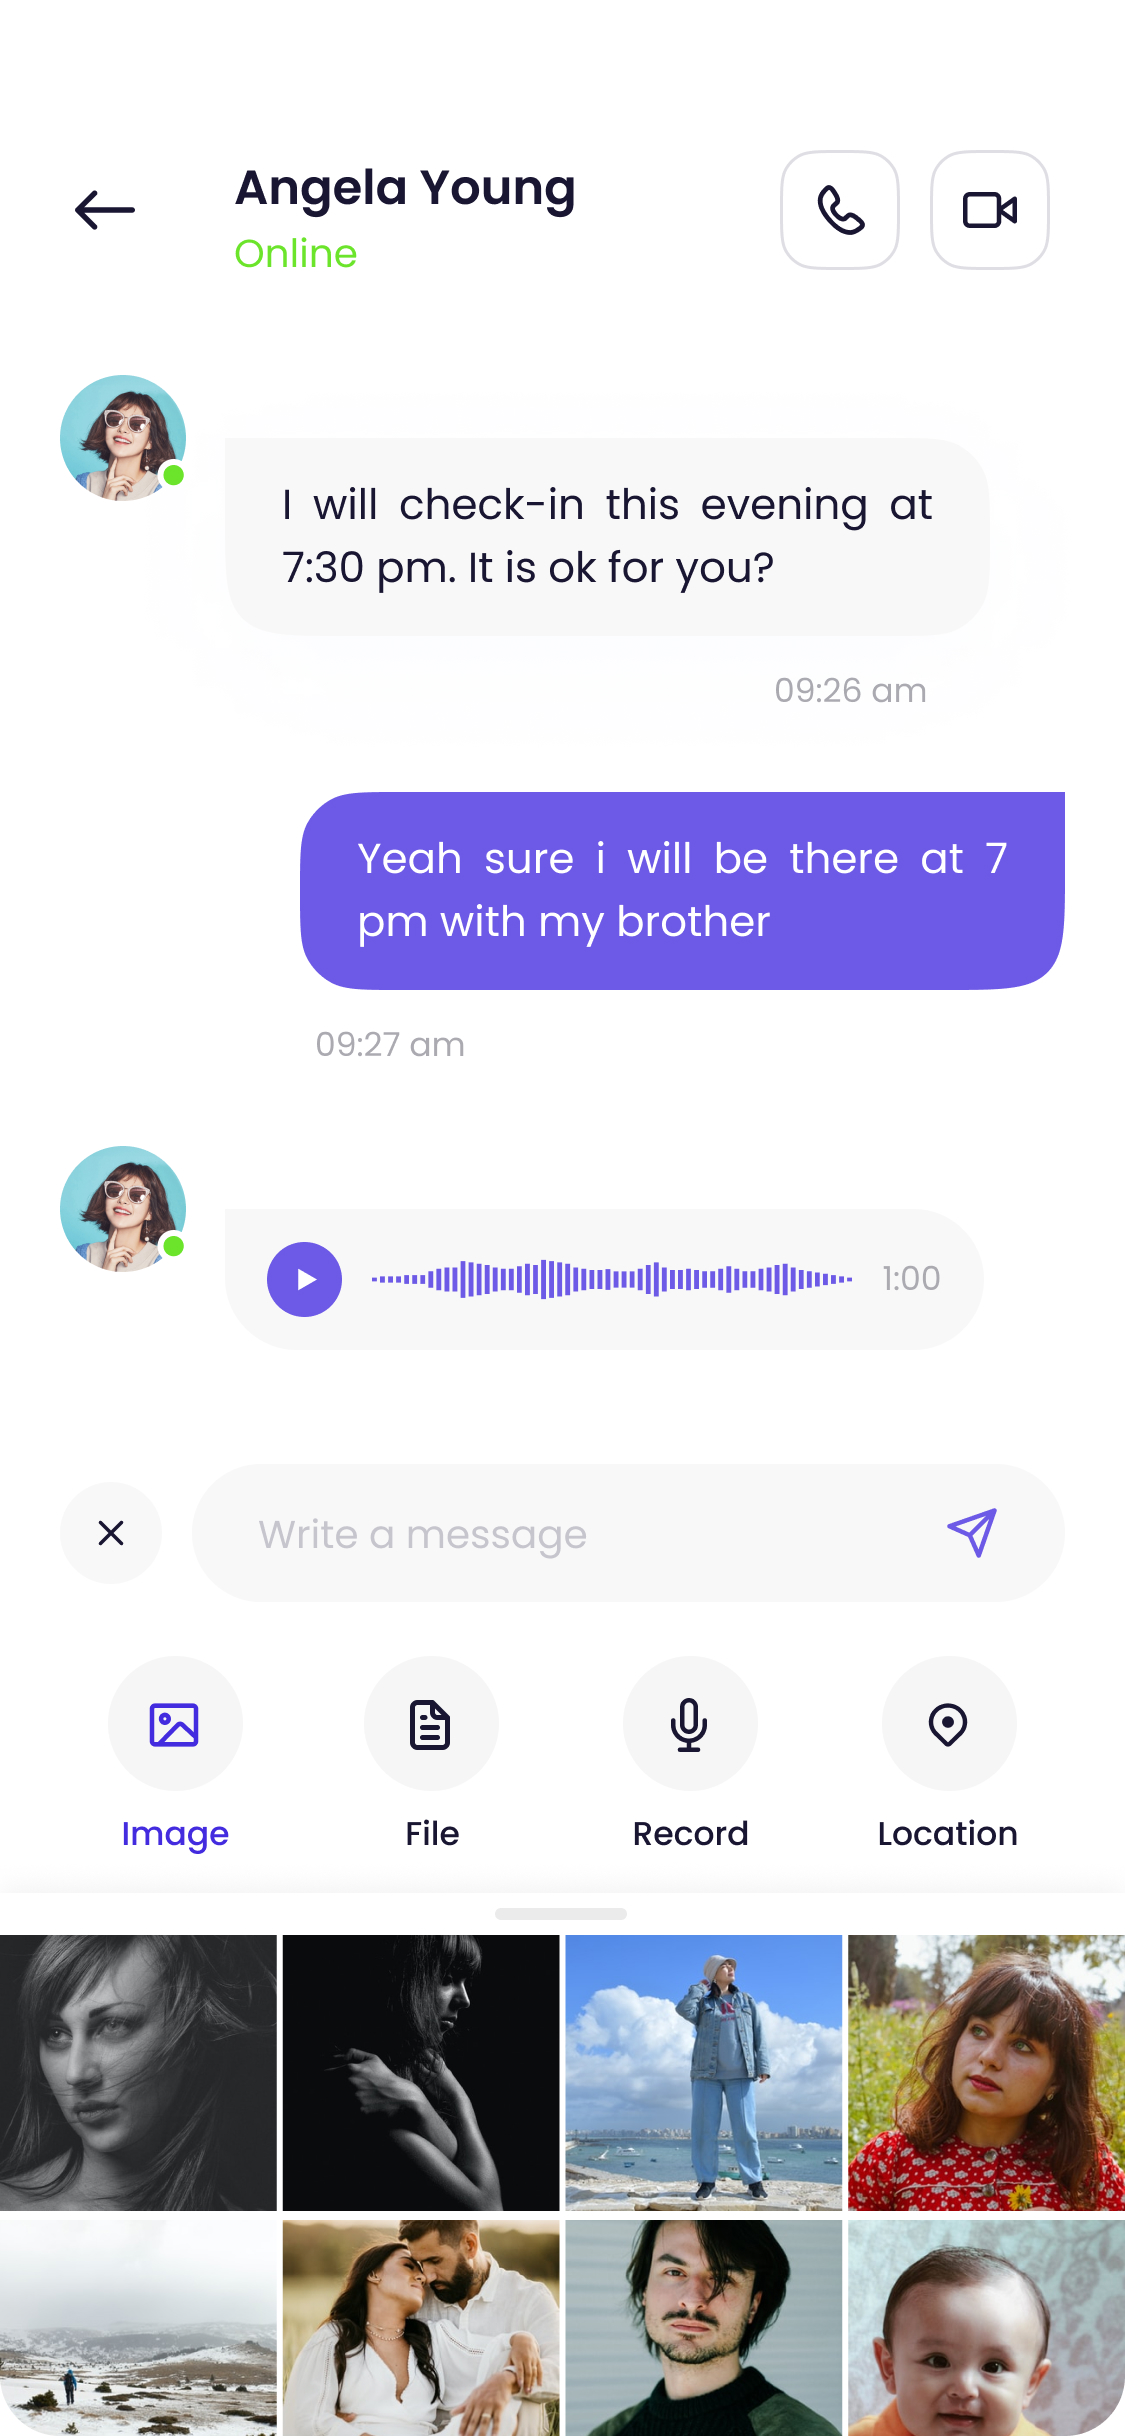 Angela Young
Online
I will check-in this evening at
7:30 pm. It is ok for you?
09:26 am
Yeah sure i will be there at 7
pm with my brother
09:27 am
1:00
Write a message
Image
File
Record
Location